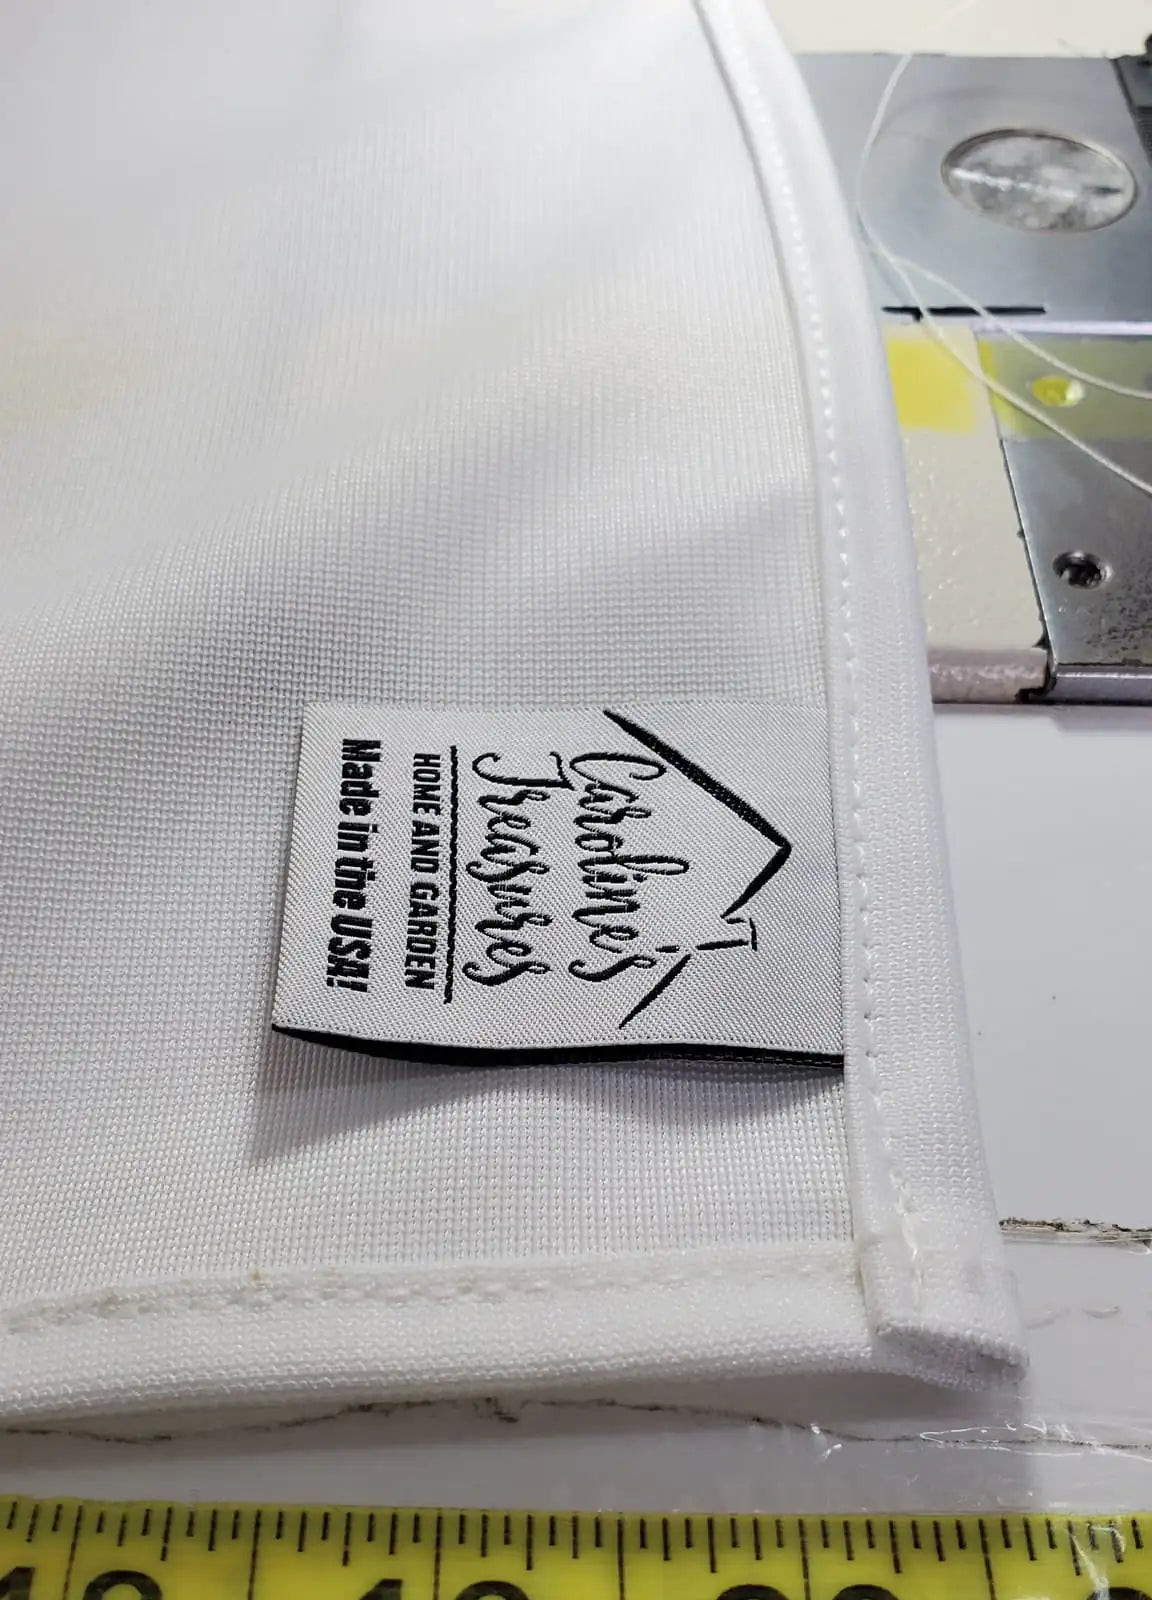 Caroline's
Treasures
HOME AND GARDEN
Made in the USA!